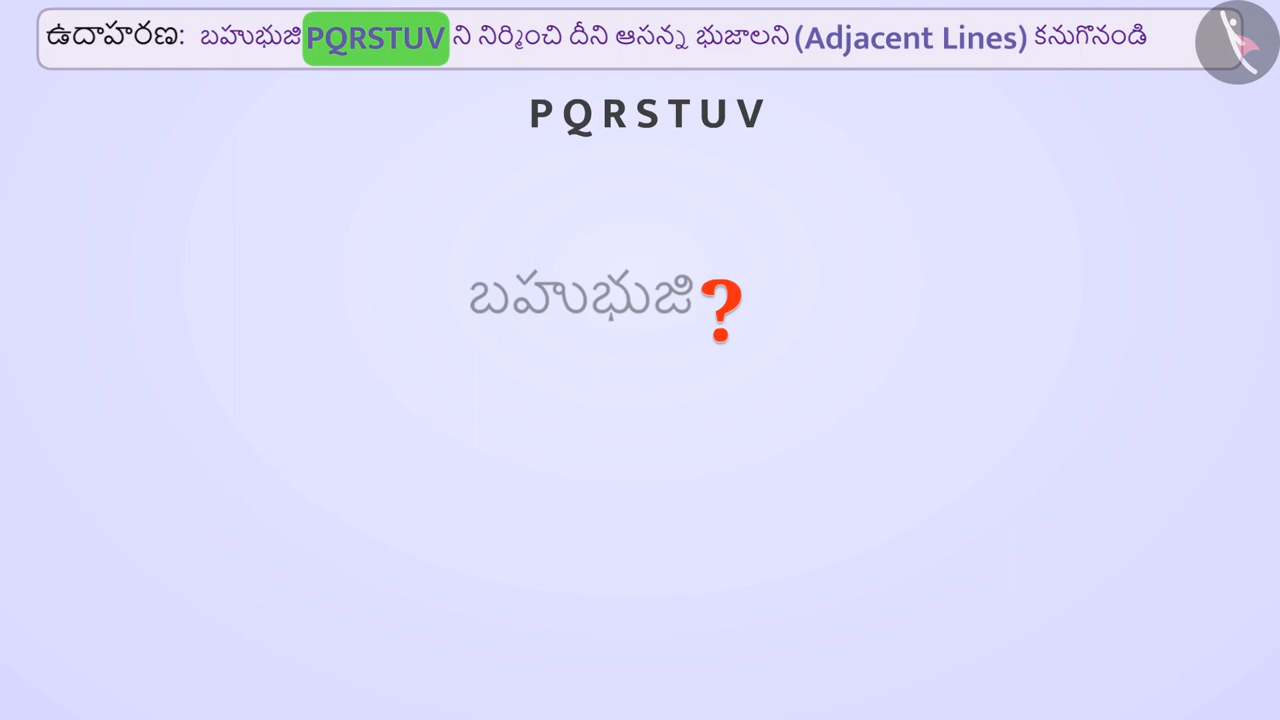 ఉదాహరణ: బహుభుజి PQRSTUV ని నిర్మించి దీని ఆసన్న భుజాలని (Adjacent Lines) కనుగొనండి
P Q R S T U V
బహుభుజి ?